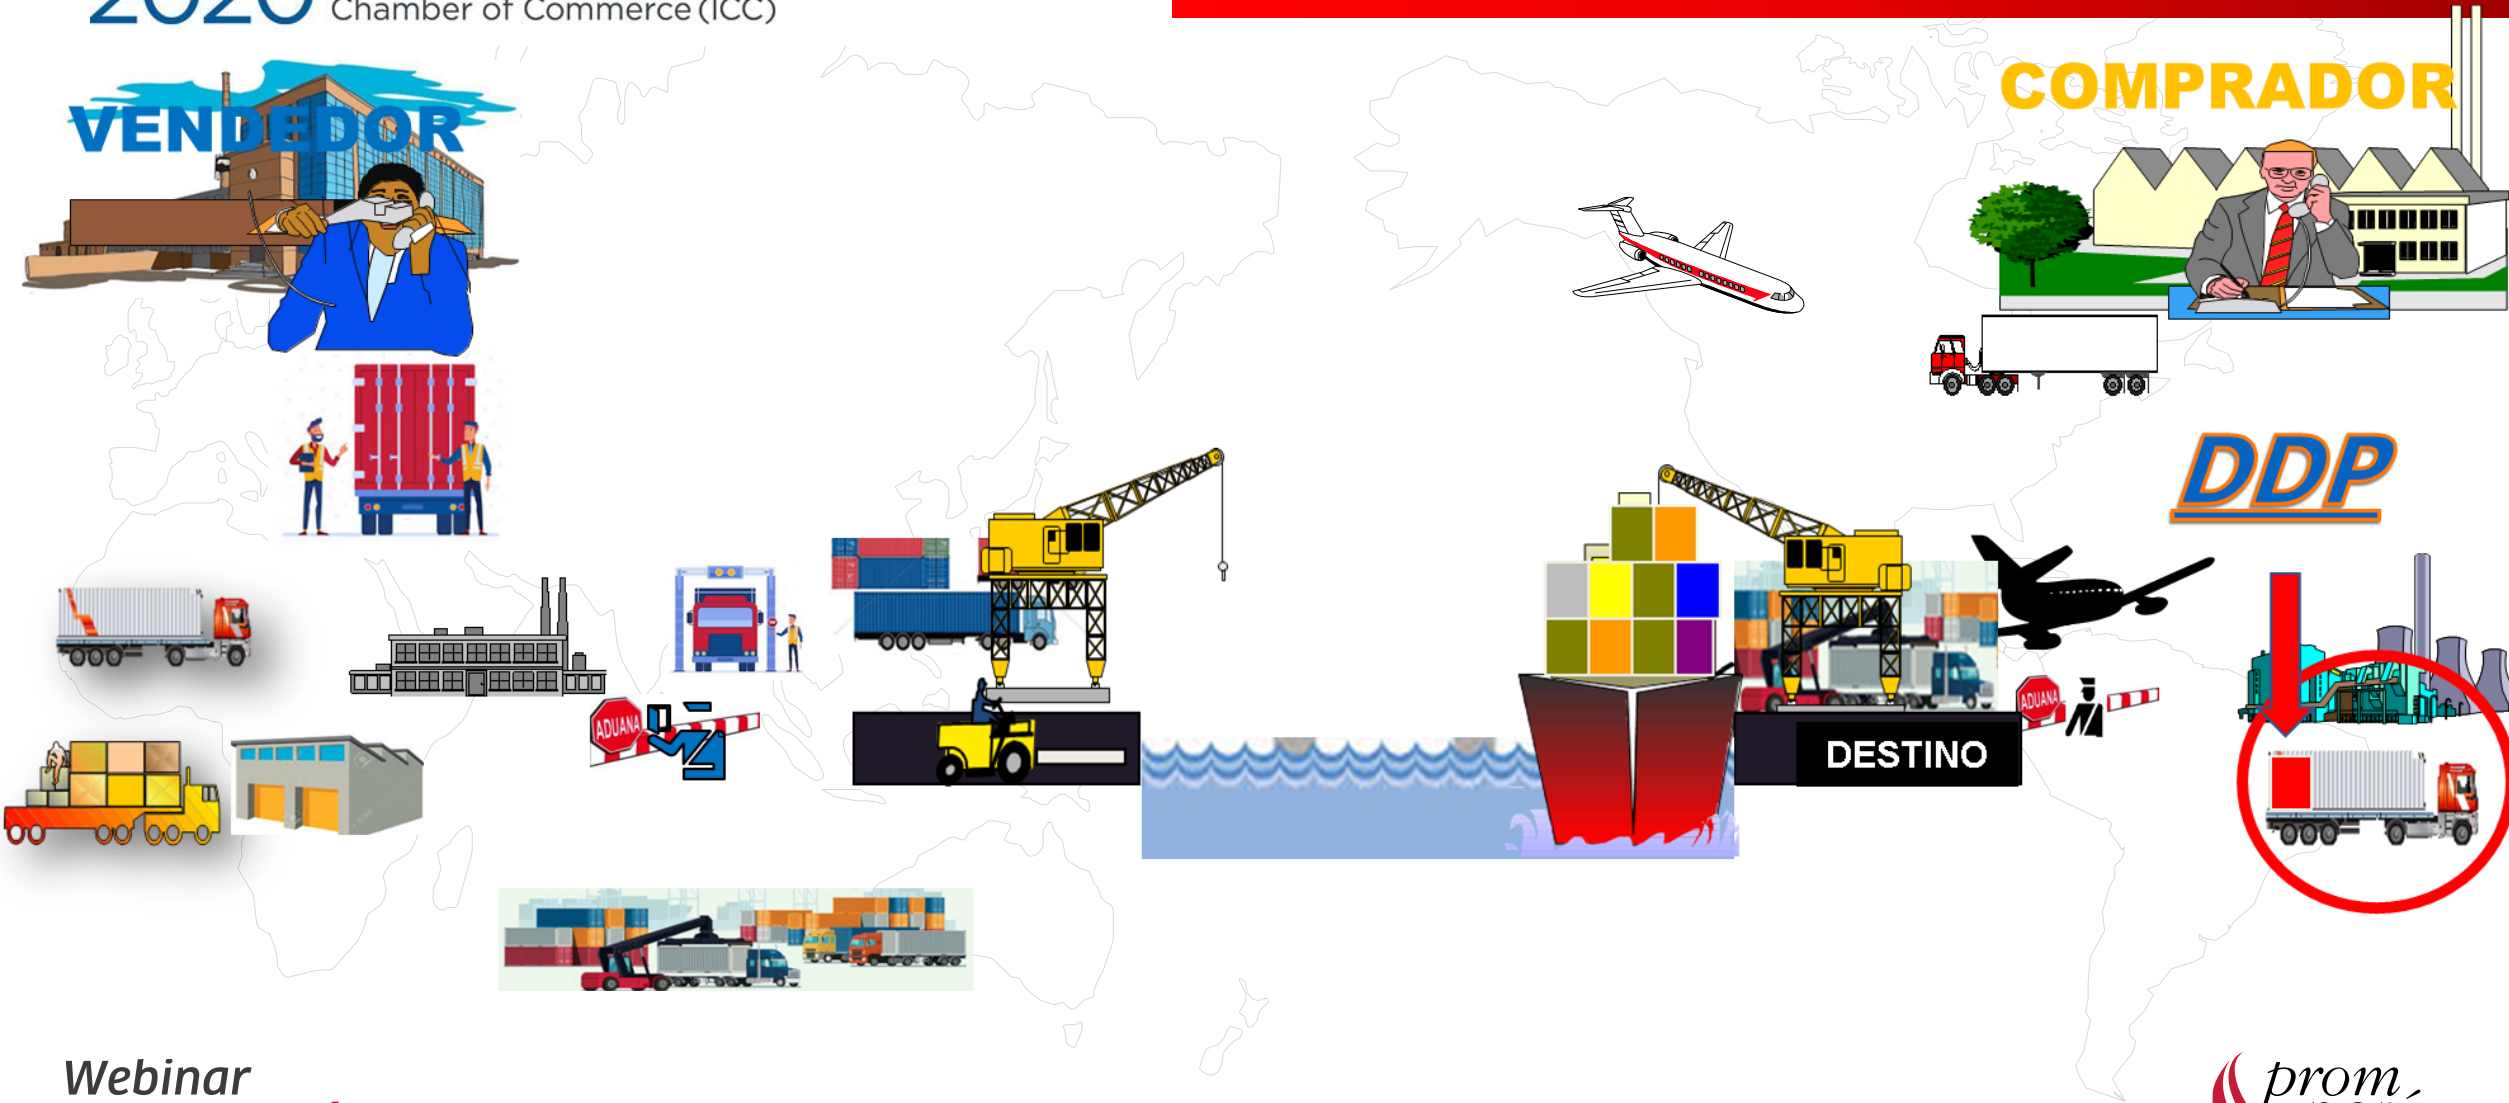 2020 Chamber of Commerce (ICC)
VENDEDOR
COMPRADOR
DDP
ADUANA
ADUANA
DESTINO
Webinar
prom